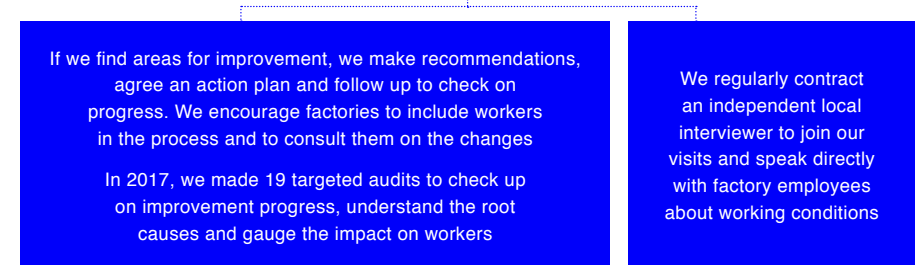 If we find areas for improvement, we make recommendations,
agree an action plan and follow up to check on
progress. We encourage factories to include workers
in the process and to consult them on the changes
In 2017, we made 19 targeted audits to check up
on improvement progress, understand the root
causes and gauge the impact on workers
We regularly contract
an independent local
interviewer to join our
visits and speak directly
with factory employees
about working conditions